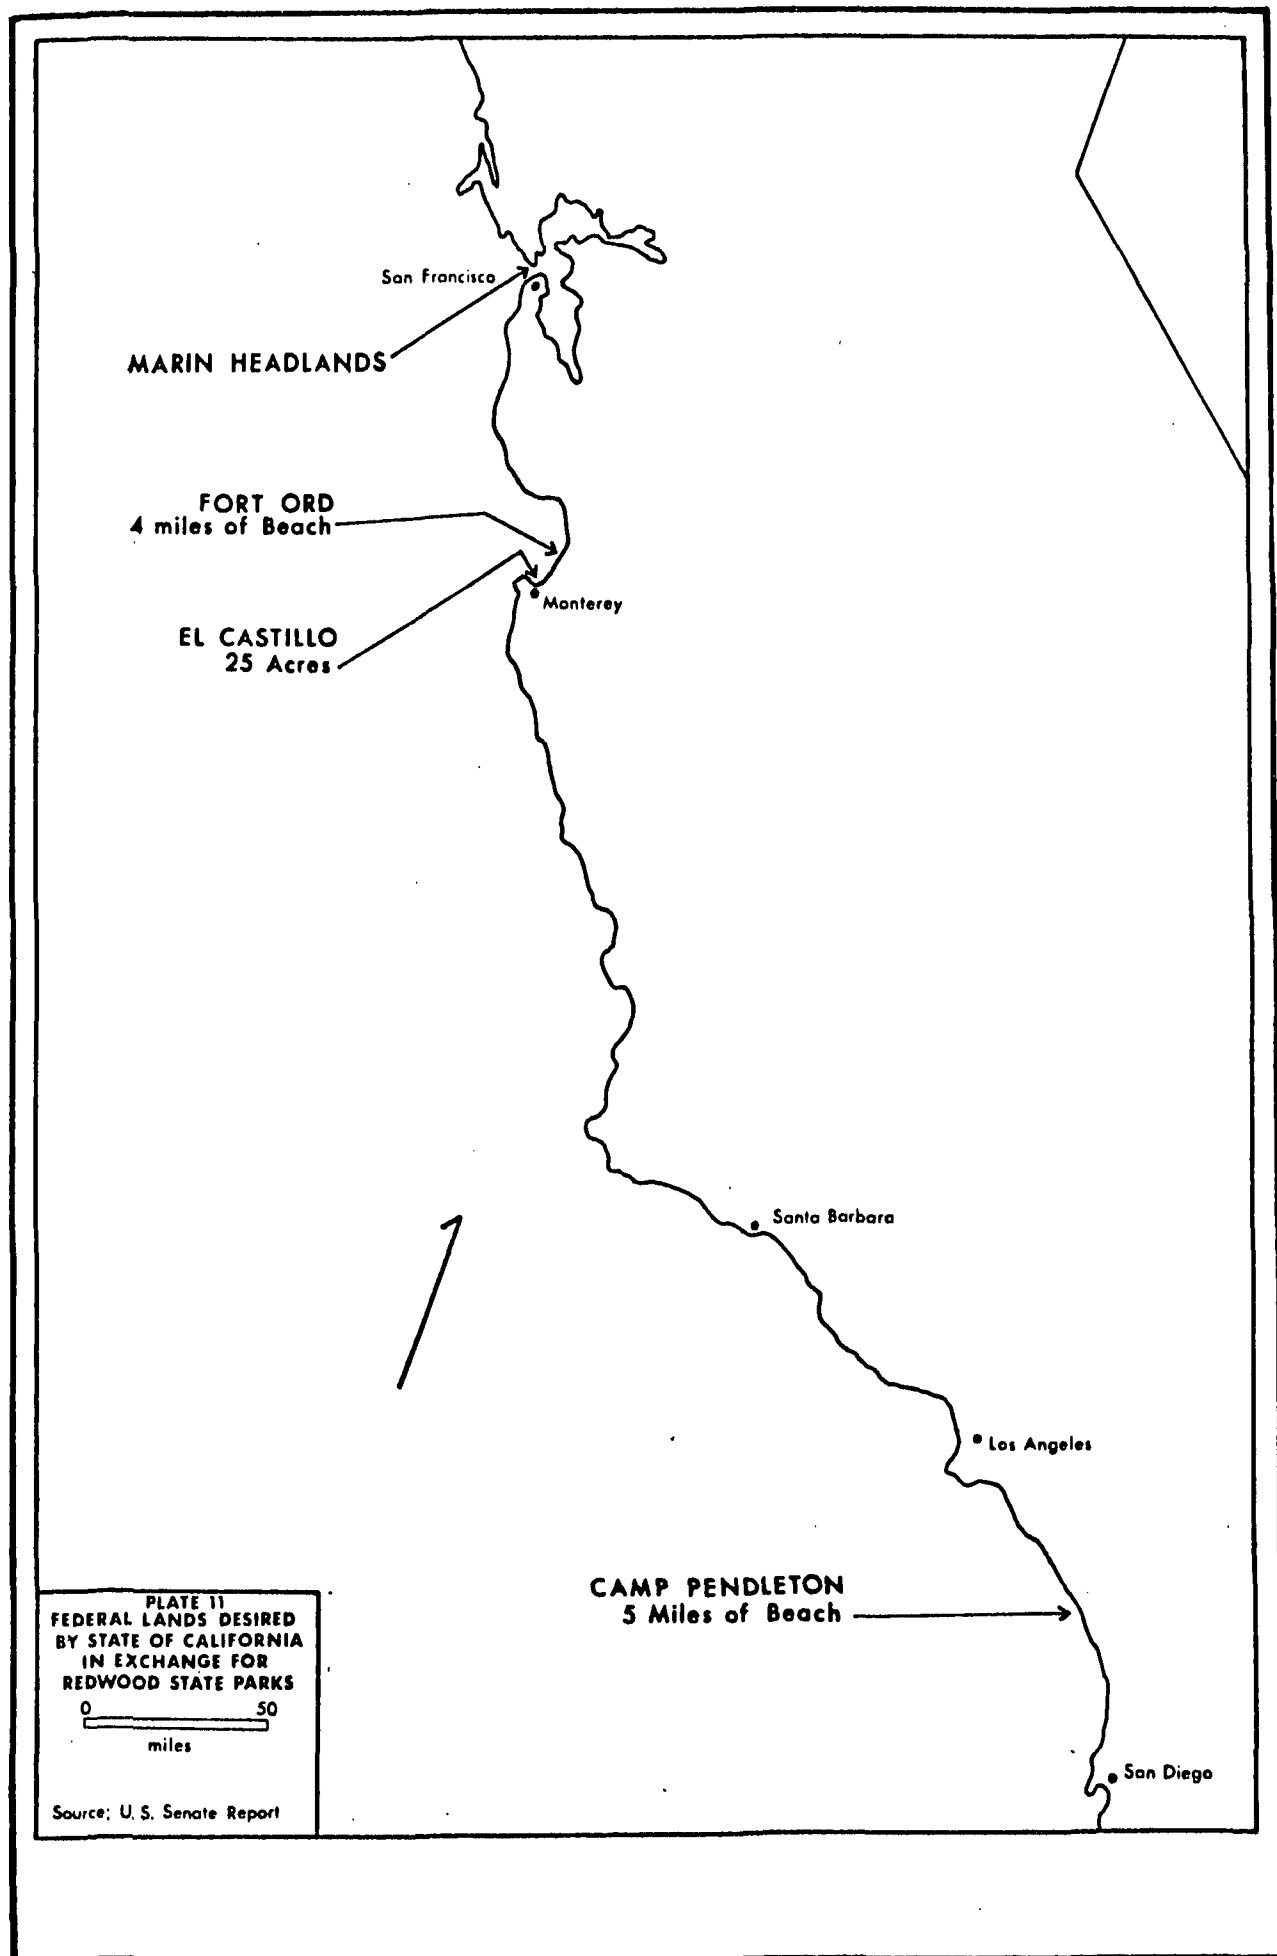 San Francisco
MARIN HEADLANDS
FORT ORD
4 miles of Beach
Monterey
EL CASTILLO
25 Acres
Santa Barbara
Los Angeles
CAMP PENDLETON
5 Miles of Beach
San Diego
PLATE 11
FEDERAL LANDS DESIRED
BY STATE OF CALIFORNIA
IN EXCHANGE FOR
REDWOOD STATE PARKS
0 50
miles
Source; U. S. Senate Report